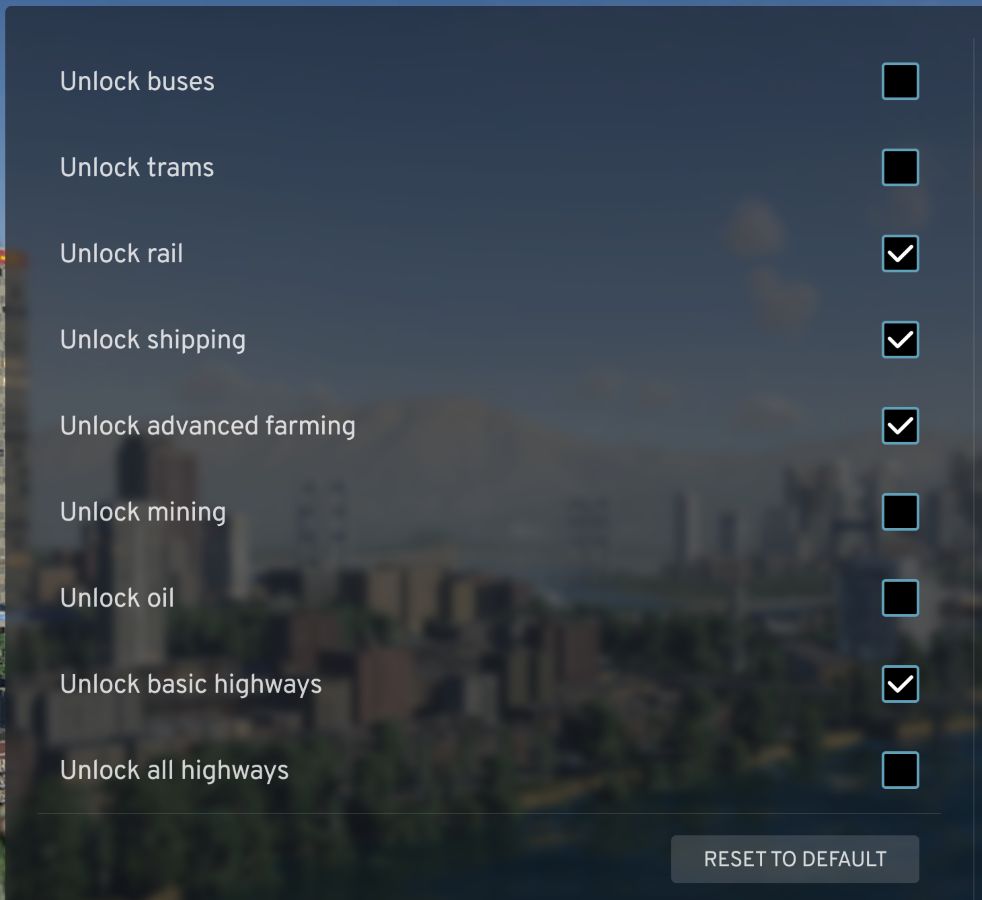 Unlock buses
Unlock trams
Unlock rail
Unlock shipping
Unlock advanced farming
Unlock mining
Unlock oil
Unlock basic highways
Unlock all highways
RESET TO DEFAULT